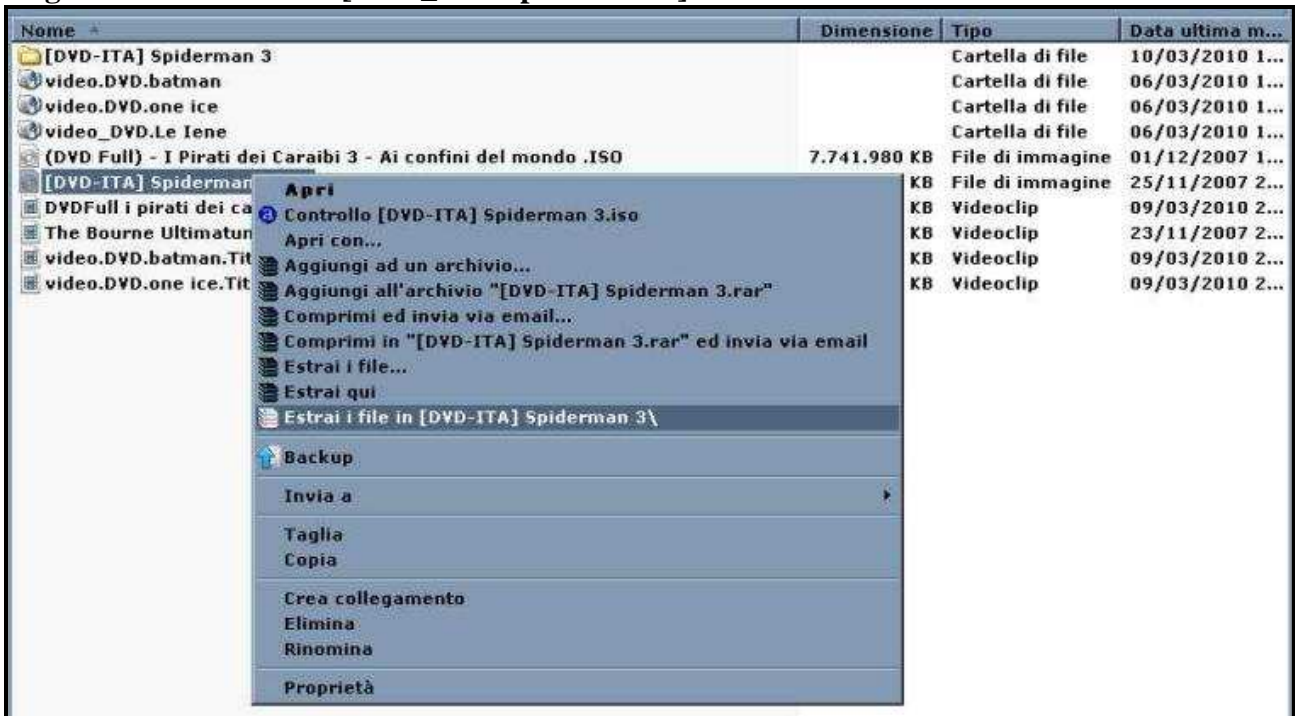 Nome Dimensione Tipo Data ultima m...
[DVD-ITA] Spiderman 3 Cartella di file 10/03/2010 1...
video.DVD.batman Cartella di file 06/03/2010 1...
video.DVD.one ice Cartella di file 06/03/2010 1...
video_DVD.Le Iene Cartella di file 06/03/2010 1...
(DVD Full) - I Pirati dei Caraibi 3 - Ai confini del mondo .ISO 7.741.980 KB File di immagine 01/12/2007 1...
[DVD-ITA] Spiderman KB File di immagine 25/11/2007 2...
DVDFull i pirati dei ca KB Videoclip 09/03/2010 2...
The Bourne Ultimatun KB Videoclip 23/11/2007 2...
video.DVD.batman.Tit KB Videoclip 09/03/2010 2...
video.DVD.one ice.Tit KB Videoclip 09/03/2010 2...
Apri
Controllo [DVD-ITA] Spiderman 3.iso
Apri con...
Aggiungi ad un archivio...
Aggiungi all'archivio "[DVD-ITA] Spiderman 3.rar"
Comprimi ed invia via email...
Comprimi in "[DVD-ITA] Spiderman 3.rar" ed invia via email
Estrai i file...
Estrai qui
Estrai i file in [DVD-ITA] Spiderman 3\
Backup
Invia a
Taglia
Copia
Crea collegamento
Elimina
Rinomina
Proprietà